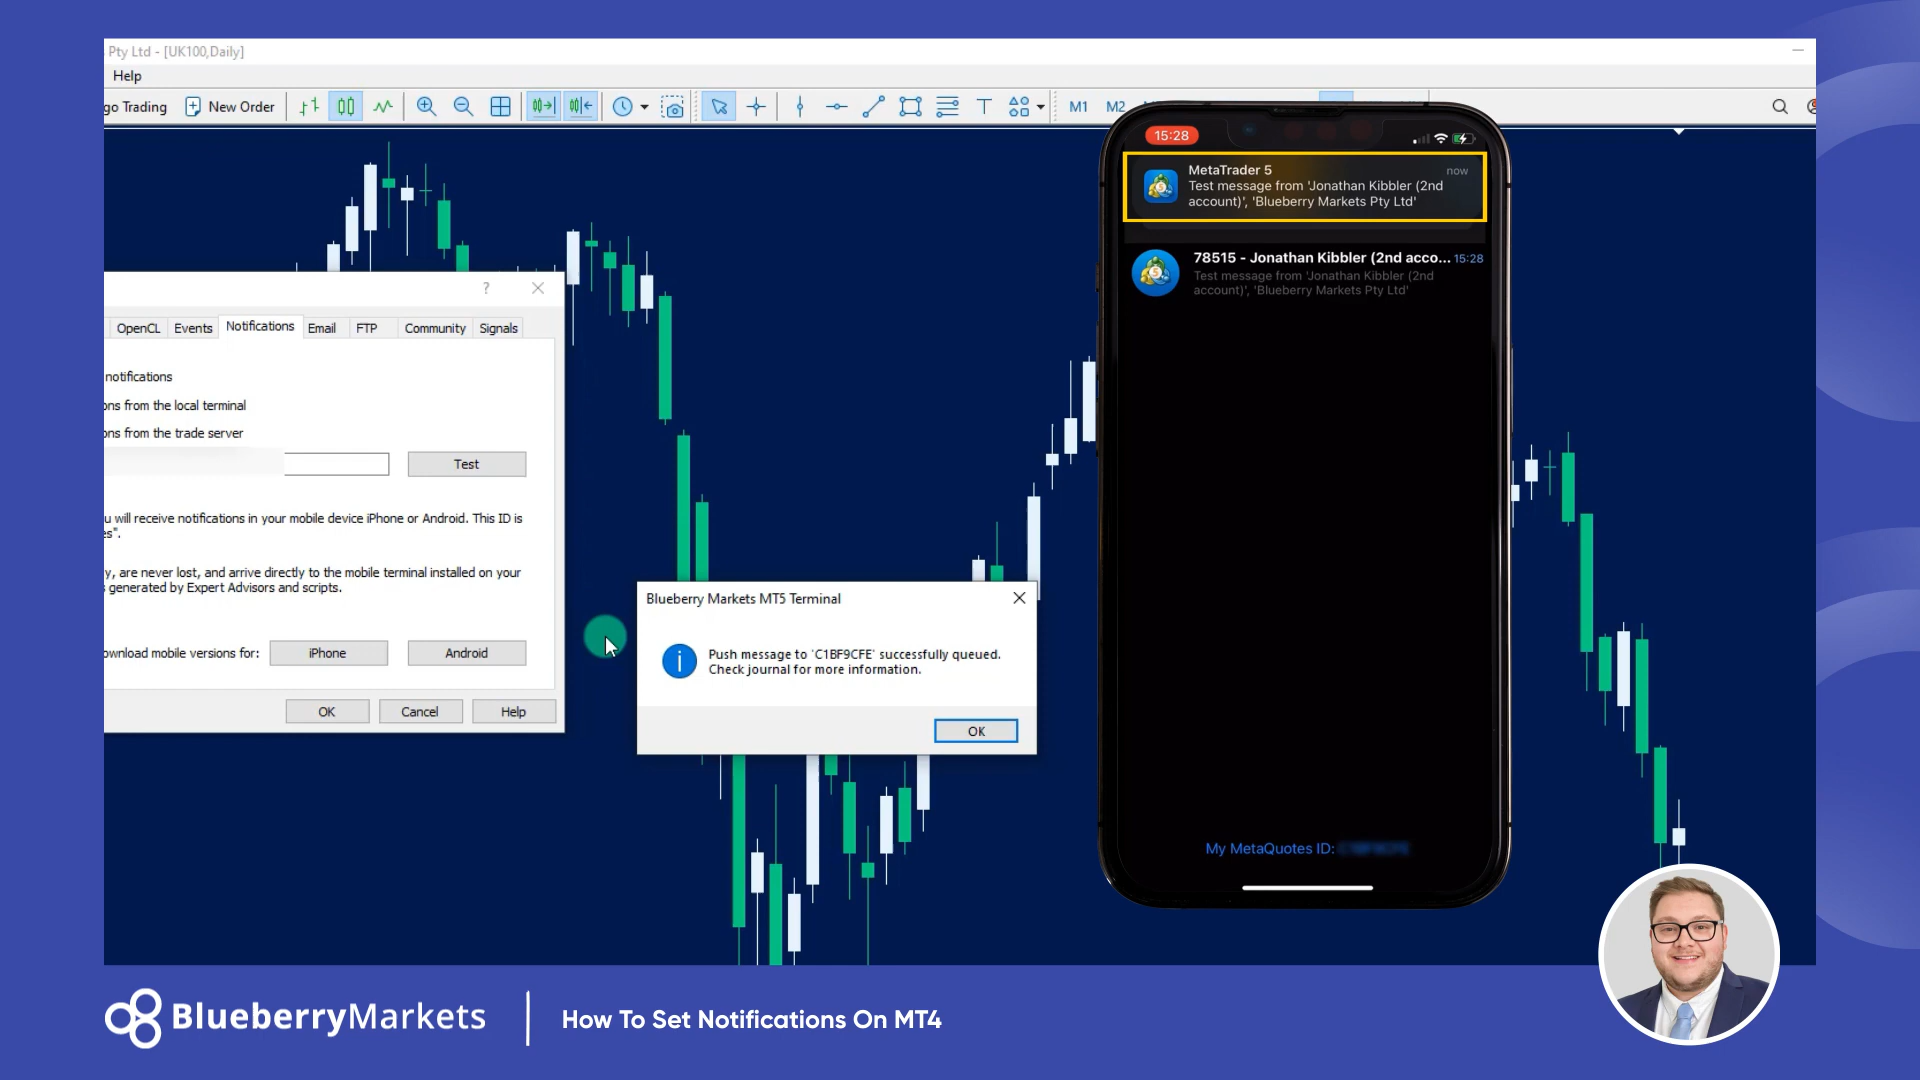 Pty Ltd - [UK100,Daily]
Help
go Trading New Order M1 M2
15:28
MetaTrader 5 now
Test message from 'Jonathan Kibbler (2nd
account)', 'Blueberry Markets Pty Ltd'
78515 - Jonathan Kibbler (2nd acco... 15:28
Test message from 'Jonathan Kibbler (2nd
account)', 'Blueberry Markets Pty Ltd'
My MetaQuotes ID:
?
OpenCL Events Notifications Email FTP Community Signals
notifications
ons from the local terminal
ons from the trade server
Test
u will receive notifications in your mobile device iPhone or Android. This ID is
es".
y, are never lost, and arrive directly to the mobile terminal installed on your
s generated by Expert Advisors and scripts.
ownload mobile versions for: iPhone Android
OK Cancel Help
Blueberry Markets MT5 Terminal
Push message to 'C1BF9CFE' successfully queued.
Check journal for more information.
OK
BlueberryMarkets
How To Set Notifications On MT4